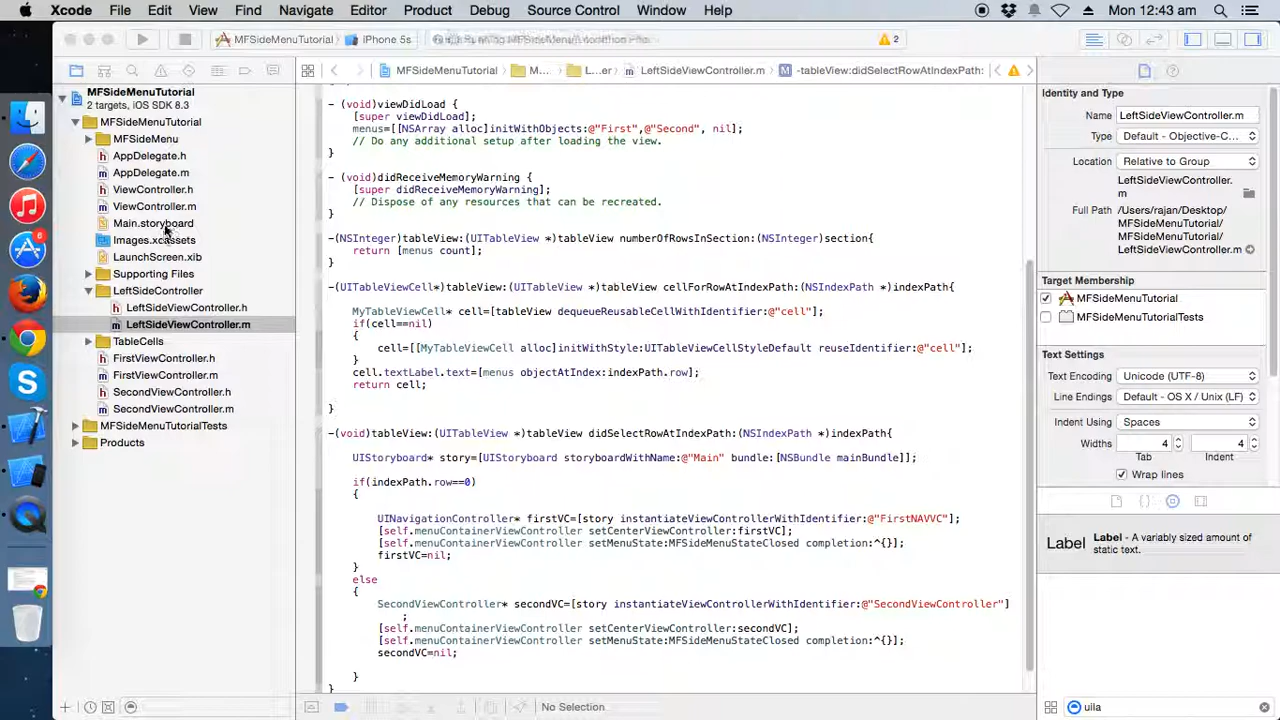 Xcode File Edit View Find Navigate Editor Product Debug Source Control Window Help Mon 12:43 am
MFSideMenuTutorial iPhone 5s 2
MFSideMenuTutorial M... L...er LeftSideViewController.m -tableView:didSelectRowAtIndexPath:
MFSideMenuTutorial
2 targets, iOS SDK 8.3
MFSideMenuTutorial
MFSideMenu
AppDelegate.h
AppDelegate.m
ViewController.h
ViewController.m
Main.storyboard
Images.xcassets
LaunchScreen.xib
Supporting Files
LeftSideController
LeftSideViewController.h
LeftSideViewController.m
TableCells
FirstViewController.h
FirstViewController.m
SecondViewController.h
SecondViewController.m
MFSideMenuTutorialTests
Products
- (void)viewDidLoad {
[super viewDidLoad];
menus=[[NSArray alloc]initWithObjects:@"First",@"Second", nil];
// Do any additional setup after loading the view.
}
- (void)didReceiveMemoryWarning {
[super didReceiveMemoryWarning];
// Dispose of any resources that can be recreated.
}
-(NSInteger)tableView:(UITableView *)tableView numberOfRowsInSection:(NSInteger)section{
return [menus count];
}
-(UITableViewCell*)tableView:(UITableView *)tableView cellForRowAtIndexPath:(NSIndexPath *)indexPath{
MyTableViewCell* cell=[tableView dequeueReusableCellWithIdentifier:@"cell"];
if(cell==nil)
{
cell=[[MyTableViewCell alloc]initWithStyle:UITableViewCellStyleDefault reuseIdentifier:@"cell"];
}
cell.textLabel.text=[menus objectAtIndex:indexPath.row];
return cell;
}
-(void)tableView:(UITableView *)tableView didSelectRowAtIndexPath:(NSIndexPath *)indexPath{
UIStoryboard* story=[UIStoryboard storyboardWithName:@"Main" bundle:[NSBundle mainBundle]];
if(indexPath.row==0)
{
UINavigationController* firstVC=[story instantiateViewControllerWithIdentifier:@"FirstNAVVC"];
[self.menuContainerViewController setCenterViewController:firstVC];
[self.menuContainerViewController setMenuState:MFSideMenuStateClosed completion:^{}];
firstVC=nil;
}
else
{
SecondViewController* secondVC=[story instantiateViewControllerWithIdentifier:@"SecondViewController"]
;
[self.menuContainerViewController setCenterViewController:secondVC];
[self.menuContainerViewController setMenuState:MFSideMenuStateClosed completion:^{}];
secondVC=nil;
}
}
No Selection
Identity and Type
Name LeftSideViewController.m
Type Default - Objective-C...
Location Relative to Group
LeftSideViewController.
m
Full Path /Users/rajan/Desktop/
MFSideMenuTutorial/
MFSideMenuTutorial/
LeftSideViewController.m
Target Membership
MFSideMenuTutorial
MFSideMenuTutorialTests
Text Settings
Text Encoding Unicode (UTF-8)
Line Endings Default - OS X / Unix (LF)
Indent Using Spaces
Widths 4 4
Tab Indent
Wrap lines
Label Label - A variably sized amount of
static text.
uila